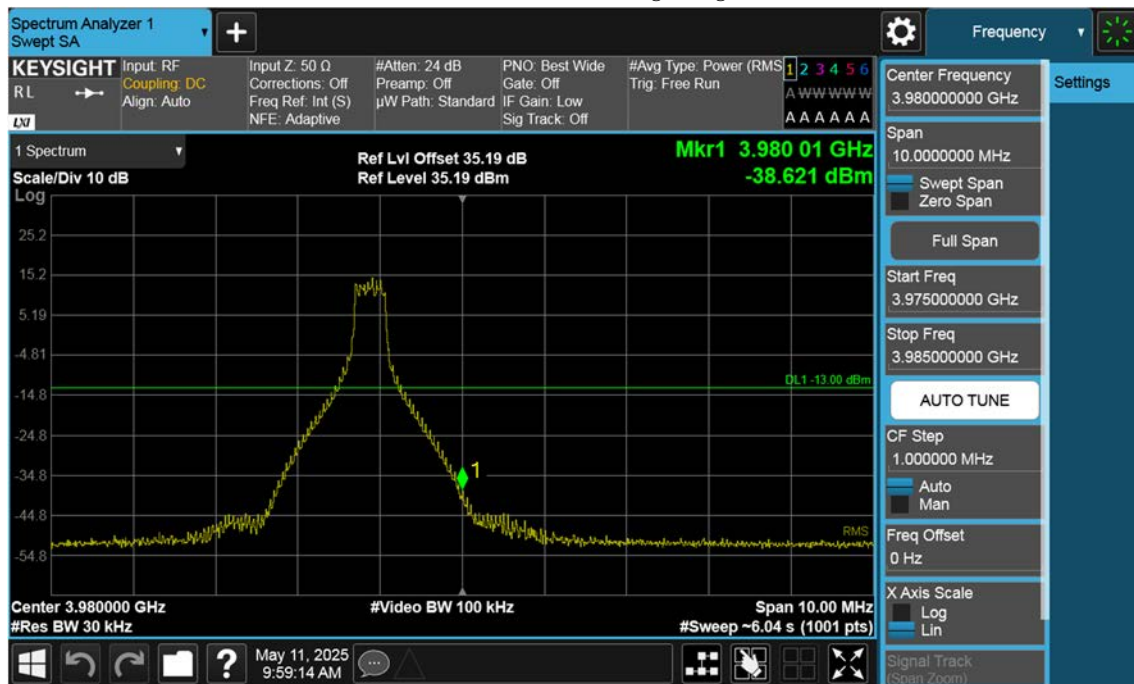 Spectrum Analyzer 1
Swept SA
Frequency
KEYSIGHT
RL
LXI
Input: RF
Coupling: DC
Align: Auto
Input Z: 50 Ω
Corrections: Off
Freq Ref: Int (S)
NFE: Adaptive
#Atten: 24 dB
Preamp: Off
µW Path: Standard
PNO: Best Wide
Gate: Off
IF Gain: Low
Sig Track: Off
#Avg Type: Power (RMS
Trig: Free Run
1 2 3 4 5 6
A W W W W W
A A A A A A
1 Spectrum
Scale/Div 10 dB
Log
Ref Lvl Offset 35.19 dB
Ref Level 35.19 dBm
Mkr1 3.980 01 GHz
-38.621 dBm
25.2
15.2
5.19
-4.81
-14.8
-24.8
-34.8
-44.8
-54.8
DL1 -13.00 dBm
1
RMS
Center 3.980000 GHz
#Res BW 30 kHz
#Video BW 100 kHz
Span 10.00 MHz
#Sweep ~6.04 s (1001 pts)
Center Frequency
3.980000000 GHz
Settings
Span
10.0000000 MHz
Swept Span
Zero Span
Full Span
Start Freq
3.975000000 GHz
Stop Freq
3.985000000 GHz
AUTO TUNE
CF Step
1.000000 MHz
Auto
Man
Freq Offset
0 Hz
X Axis Scale
Log
Lin
Signal Track
(Span Zoom)
?
May 11, 2025
9:59:14 AM